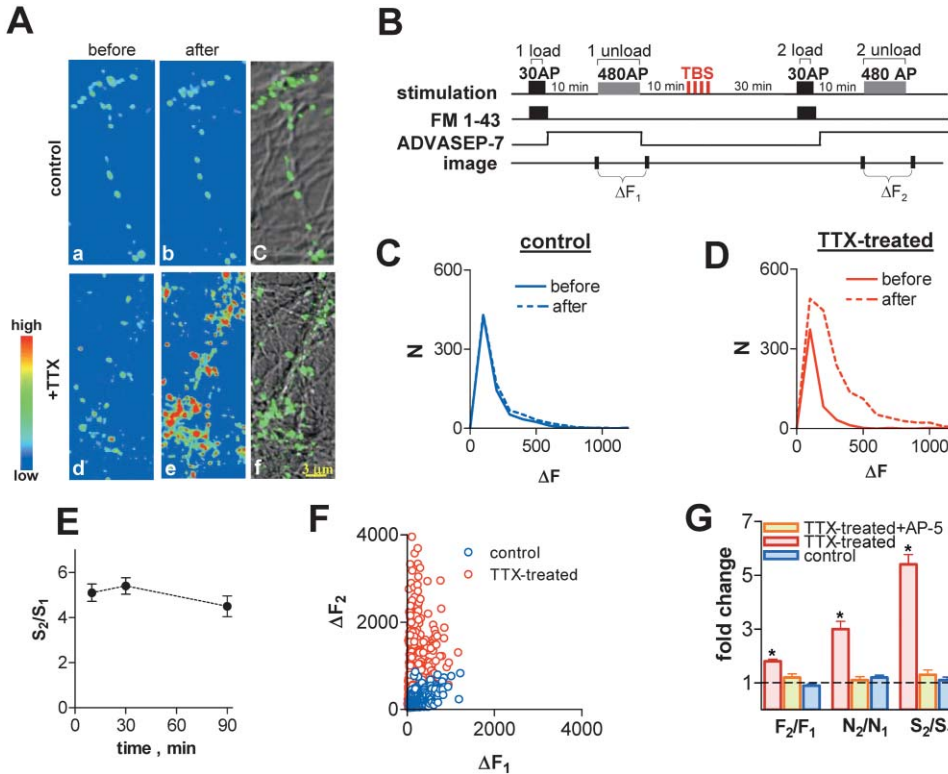 A
before after
control
a b c
high
+TTX
low
d e f
3 µm
B
1 load 1 unload 2 load 2 unload
30AP 480AP TBS 30AP 480 AP
stimulation 10 min 10 min 30 min 10 min
FM 1-43
ADVASEP-7
image
ΔF1 ΔF2
C
control
600
300
0
N
before
after
0 500 1000
ΔF
D
TTX-treated
600
300
0
N
before
after
0 500 1000
ΔF
E
6
4
2
0
S2/S1
0 30 60 90
time , min
F
4000
2000
0
ΔF2
control
TTX-treated
0 2000 4000
ΔF1
G
7
5
3
1
fold change
TTX-treated+AP-5
TTX-treated
control
* * *
F2/F1 N2/N1 S2/S